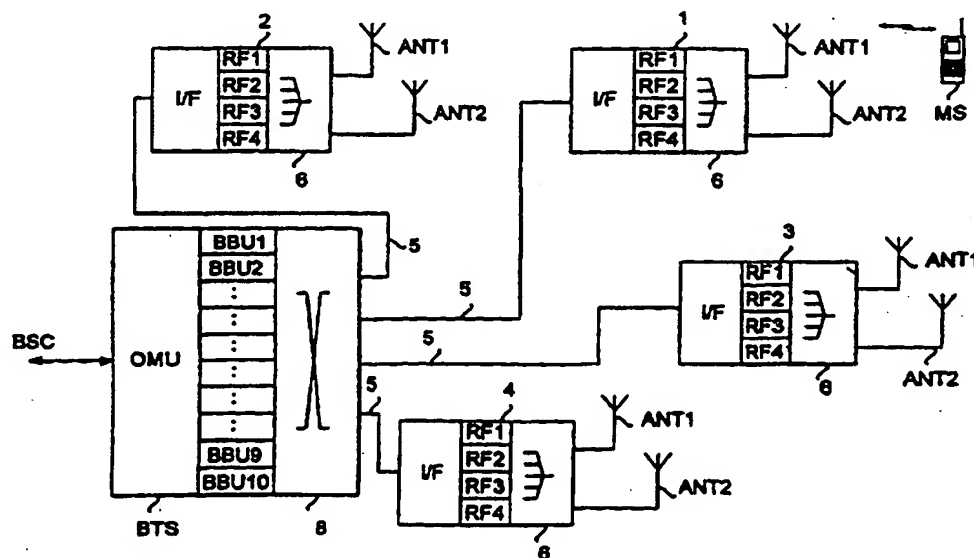 2
RF1
RF2
RF3
RF4
I/F
ANT1
ANT2
6
1
RF1
RF2
RF3
RF4
I/F
ANT1
ANT2
6
MS
5
5
5
5
3
RF1
RF2
RF3
RF4
I/F
ANT1
ANT2
6
BSC
OMU
BBU1
BBU2
BBU9
BBU10
BTS
8
4
RF1
RF2
RF3
RF4
I/F
ANT1
ANT2
6